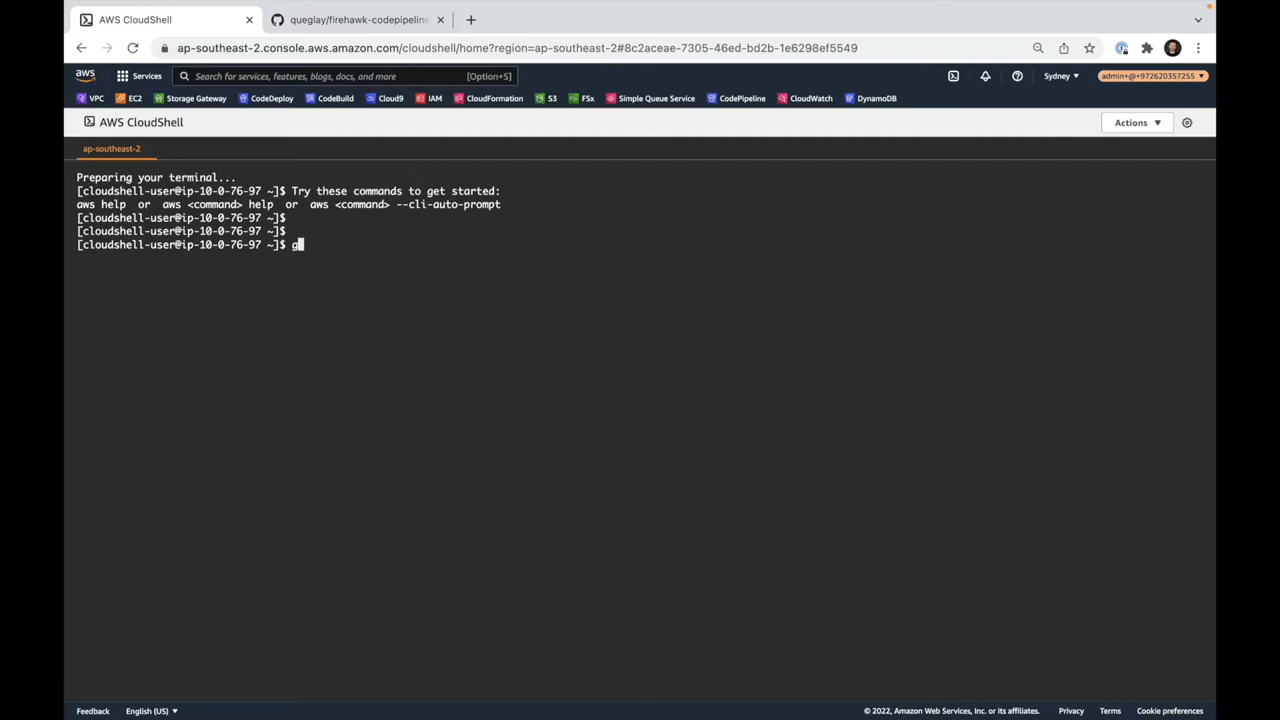 AWS CloudShell
queglay/firehawk-codepipeline
ap-southeast-2.console.aws.amazon.com/cloudshell/home?region=ap-southeast-2#8c2aceae-7305-46ed-bd2b-1e6298ef5549
aws Services Search for services, features, blogs, docs, and more [Option+S] Sydney admin+@+972620357255
VPC EC2 Storage Gateway CodeDeploy CodeBuild Cloud9 IAM CloudFormation S3 FSx Simple Queue Service CodePipeline CloudWatch DynamoDB
AWS CloudShell Actions
ap-southeast-2
Preparing your terminal...
[cloudshell-user@ip-10-0-76-97 ~]$ Try these commands to get started:
aws help or aws <command> help or aws <command> --cli-auto-prompt
[cloudshell-user@ip-10-0-76-97 ~]$
[cloudshell-user@ip-10-0-76-97 ~]$
[cloudshell-user@ip-10-0-76-97 ~]$ g
Feedback English (US) © 2022, Amazon Web Services, Inc. or its affiliates. Privacy Terms Cookie preferences